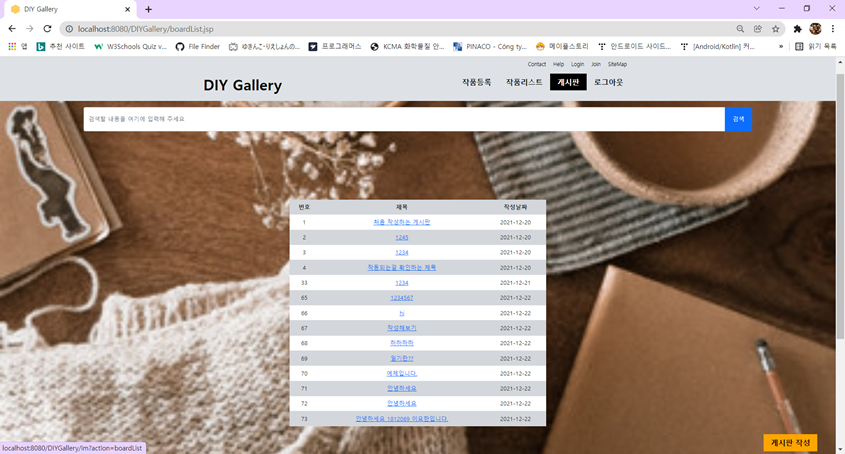 DIY Gallery
localhost:8080/DIYGallery/boardList.jsp
앱 추천 사이트 W3Schools Quiz v... File Finder ゆきんこ-りえしょんの... 프로그래머스 KCMA 화학물질 안... PINACO - Công ty... 메이플스토리 안드로이드 사이트... [Android/Kotlin] 커... » 읽기 목록
Contact Help Login Join SiteMap
DIY Gallery 작품등록 작품리스트 게시판 로그아웃
검색할 내용을 여기에 입력해 주세요 검색
번호 제목 작성날짜
1 처음 작성하는 게시판 2021-12-20
2 1245 2021-12-20
3 1234 2021-12-20
4 작동되는걸 확인하는 제목 2021-12-20
33 1234 2021-12-21
65 1234567 2021-12-22
66 hi 2021-12-22
67 작성해보기 2021-12-22
68 하하하하 2021-12-22
69 일기판?? 2021-12-22
70 예제입니다. 2021-12-22
71 안녕하세요 2021-12-22
72 안녕하세요 2021-12-22
73 안녕하세요 1812069 이요한입니다. 2021-12-22
게시판 작성
localhost:8080/DIYGallery/im?action=boardList